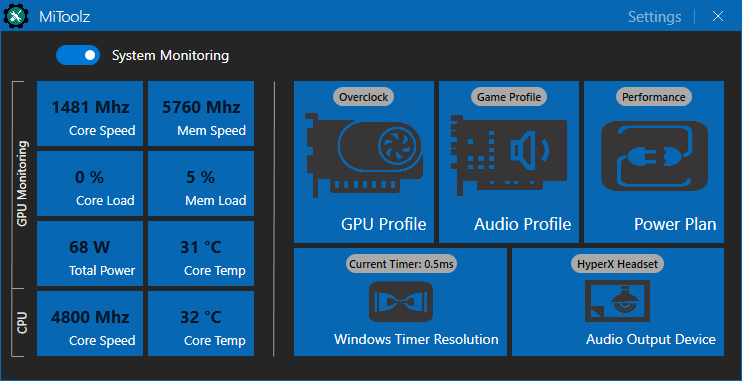 MiToolz
Settings
System Monitoring
GPU Monitoring
1481 Mhz
Core Speed
5760 Mhz
Mem Speed
0 %
Core Load
5 %
Mem Load
68 W
Total Power
31 °C
Core Temp
CPU
4800 Mhz
Core Speed
32 °C
Core Temp
Overclock
GPU Profile
Game Profile
Audio Profile
Performance
Power Plan
Current Timer: 0.5ms
Windows Timer Resolution
HyperX Headset
Audio Output Device